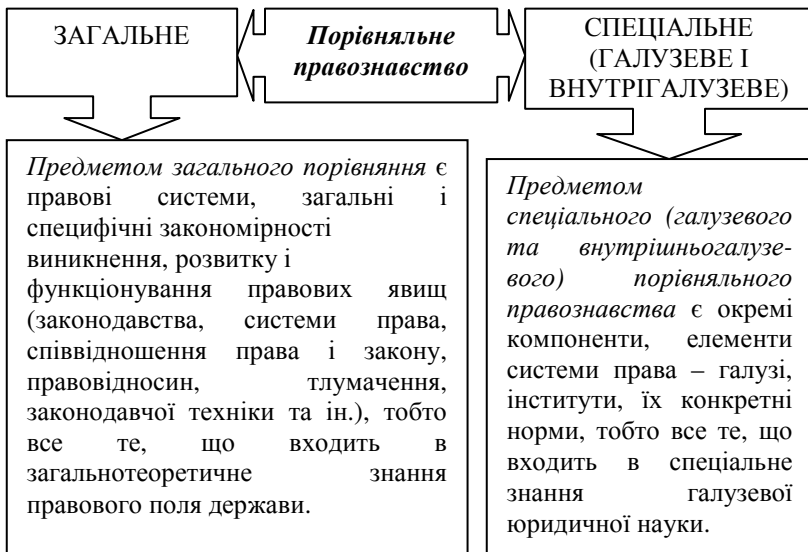 ЗАГАЛЬНЕ
Порівняльне
правознавство
СПЕЦІАЛЬНЕ
(ГАЛУЗЕВЕ І
ВНУТРІГАЛУЗЕВЕ)
Предметом загального порівняння є
правові системи, загальні і
специфічні закономірності
виникнення, розвитку і
функціонування правових явищ
(законодавства, системи права,
співвідношення права і закону,
правовідносин, тлумачення,
законодавчої техніки та ін.), тобто
все те, що входить в
загальнотеоретичне знання
правового поля держави.
Предметом
спеціального (галузевого
та внутрішньогалузе-
вого) порівняльного
правознавства є окремі
компоненти, елементи
системи права – галузі,
інститути, їх конкретні
норми, тобто все те, що
входить в спеціальне
знання галузевої
юридичної науки.